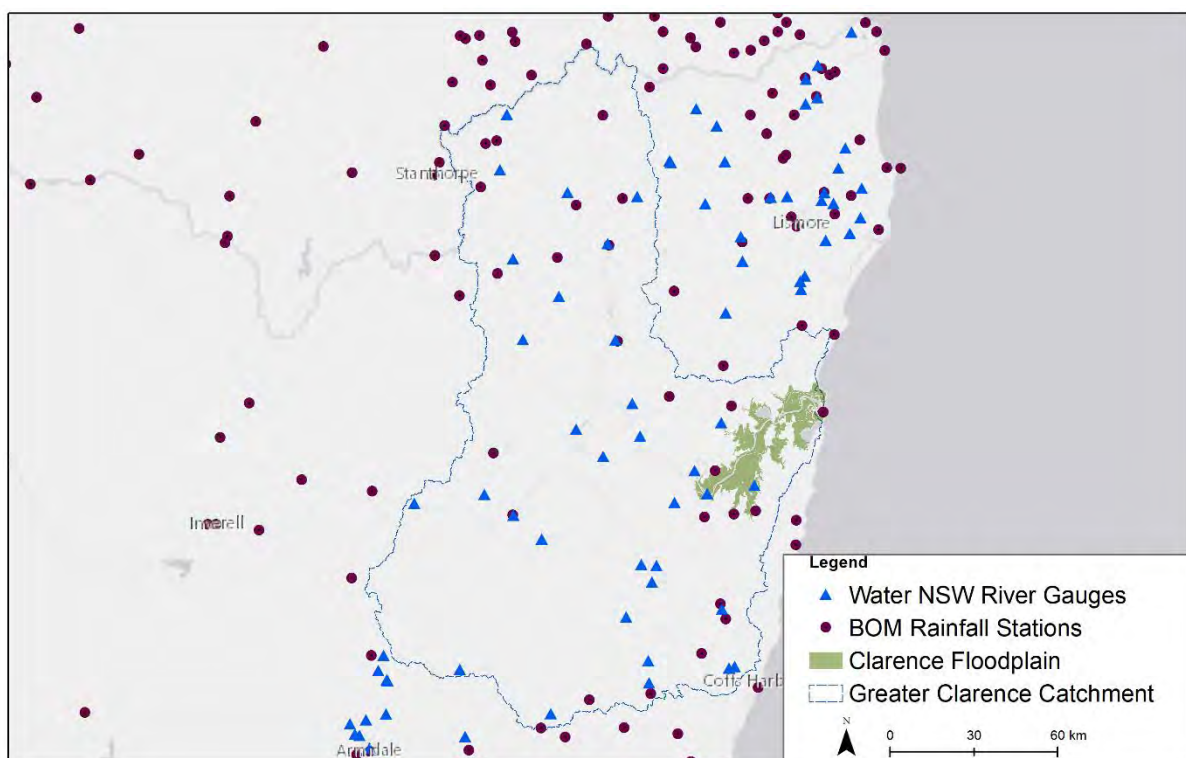 Stanthorpe
Lismore
Inverell
Legend
Water NSW River Gauges
BOM Rainfall Stations
Clarence Floodplain
Greater Clarence Catchment
Coffs Harb
Armidale
N
0 30 60 km